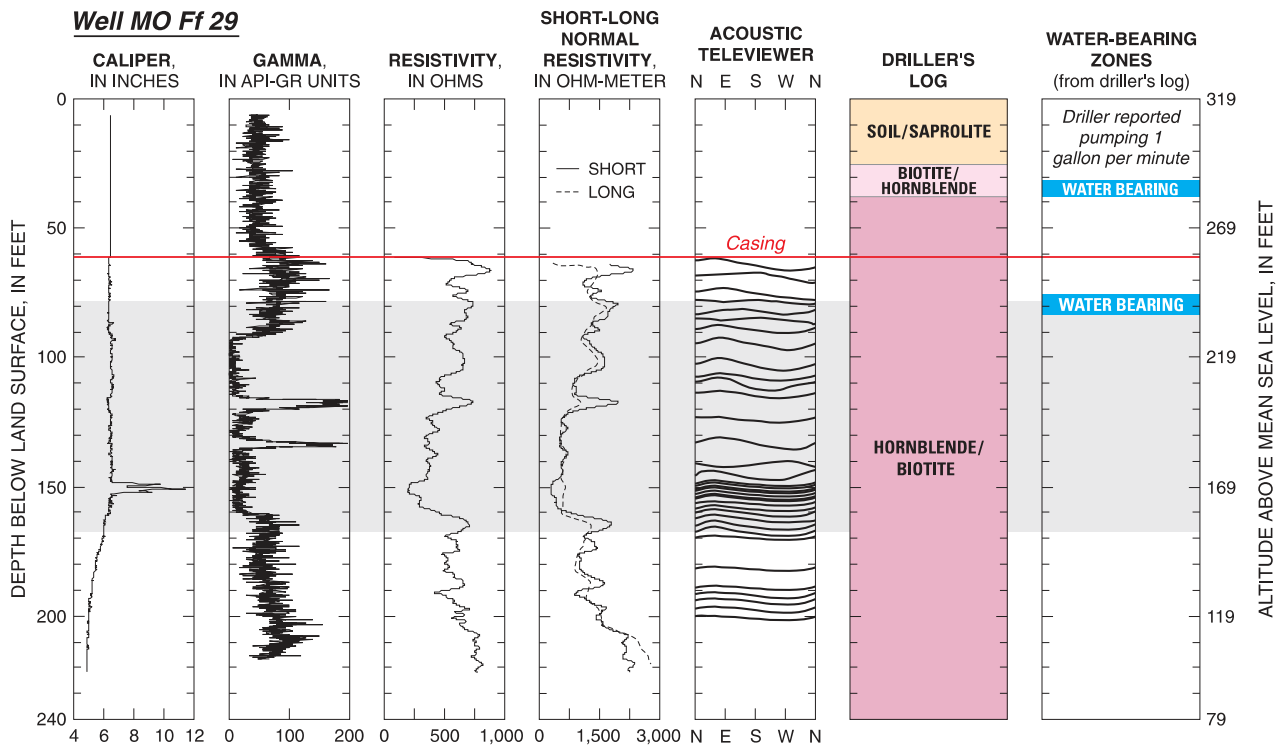 Well MO Ff 29
CALIPER,
IN INCHES
GAMMA,
IN API-GR UNITS
RESISTIVITY,
IN OHMS
SHORT-LONG
NORMAL
RESISTIVITY,
IN OHM-METER
ACOUSTIC
TELEVIEWER
N E S W N
DRILLER'S
LOG
WATER-BEARING
ZONES
(from driller's log)
DEPTH BELOW LAND SURFACE, IN FEET
0
50
100
150
200
240
SHORT
LONG
Casing
SOIL/SAPROLITE
BIOTITE/
HORNBLENDE
HORNBLENDE/
BIOTITE
Driller reported
pumping 1
gallon per minute
WATER BEARING
WATER BEARING
319
269
219
169
119
79
ALTITUDE ABOVE MEAN SEA LEVEL, IN FEET
4 6 8 10 12
0 100 200
0 500 1,000
0 1,500 3,000
N E S W N